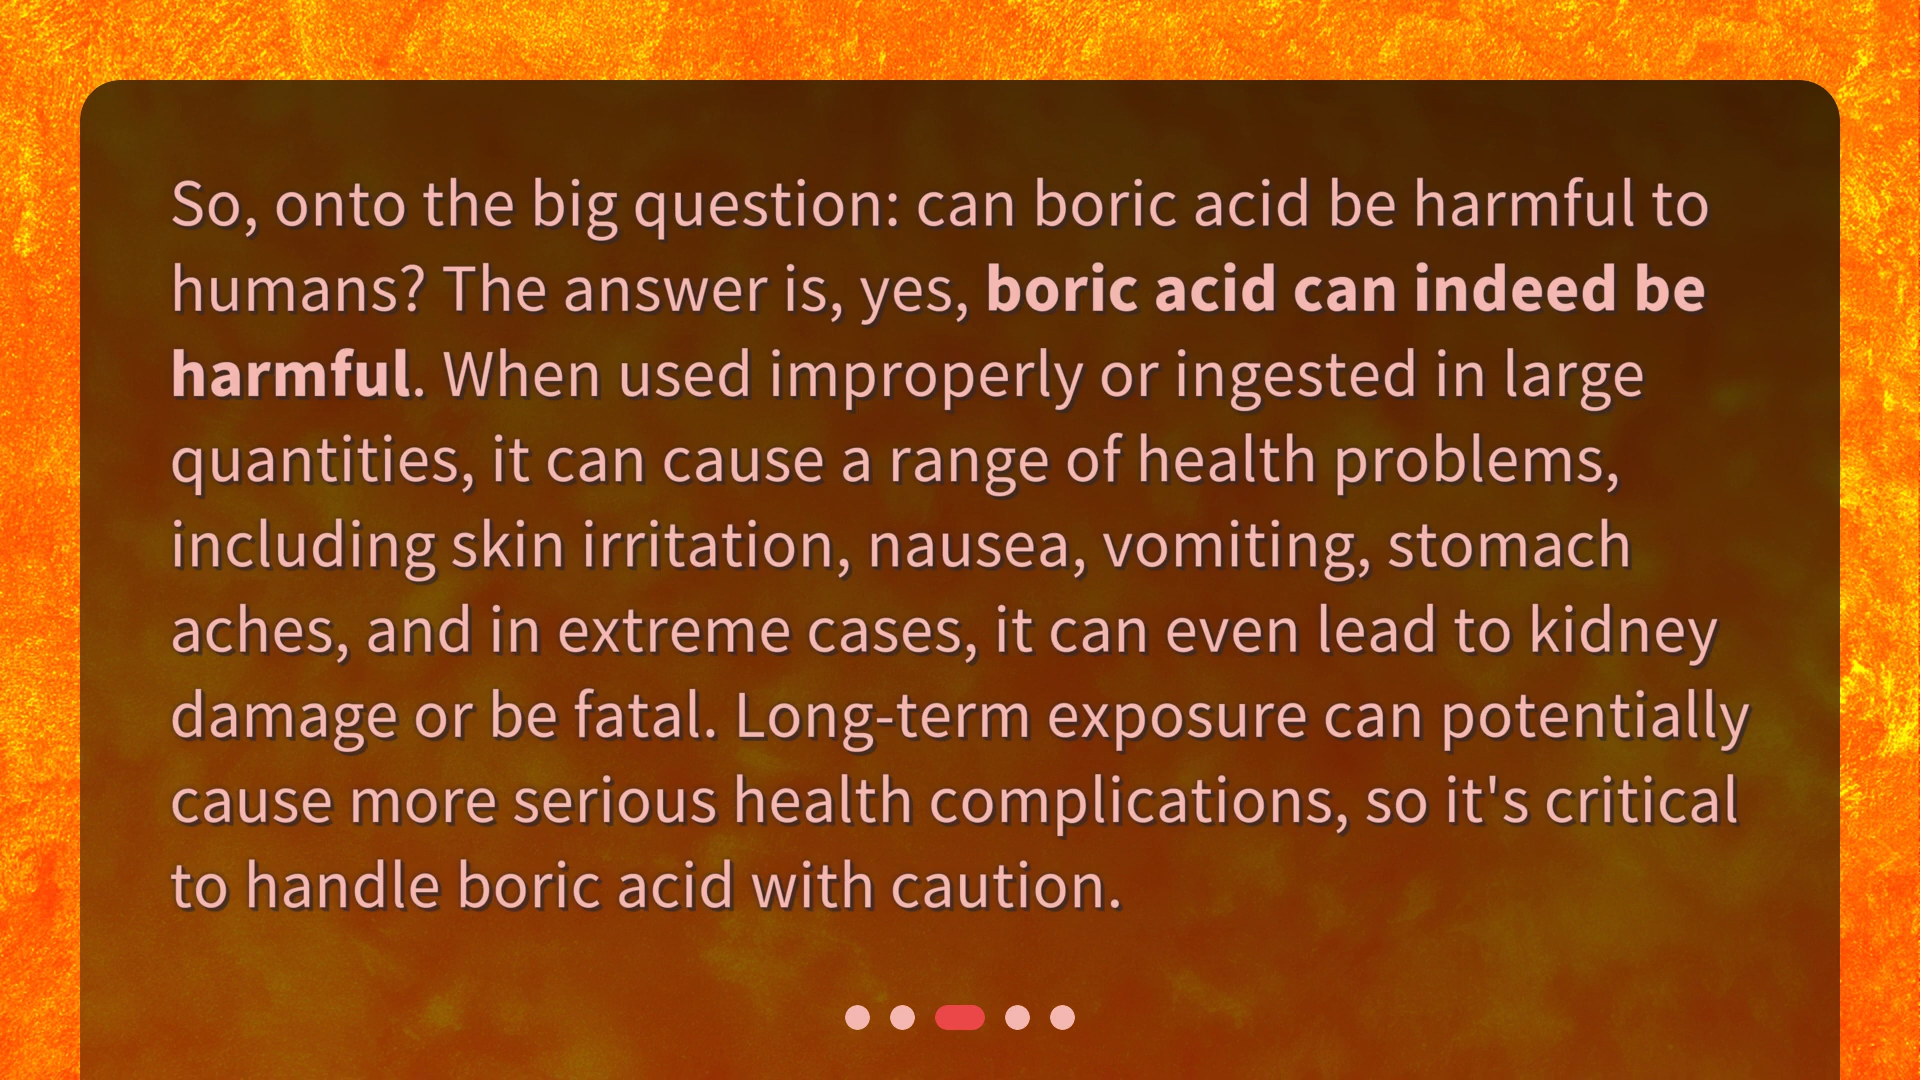 So, onto the big question: can boric acid be harmful to
humans? The answer is, yes, boric acid can indeed be
harmful. When used improperly or ingested in large
quantities, it can cause a range of health problems,
including skin irritation, nausea, vomiting, stomach
aches, and in extreme cases, it can even lead to kidney
damage or be fatal. Long-term exposure can potentially
cause more serious health complications, so it's critical
to handle boric acid with caution.